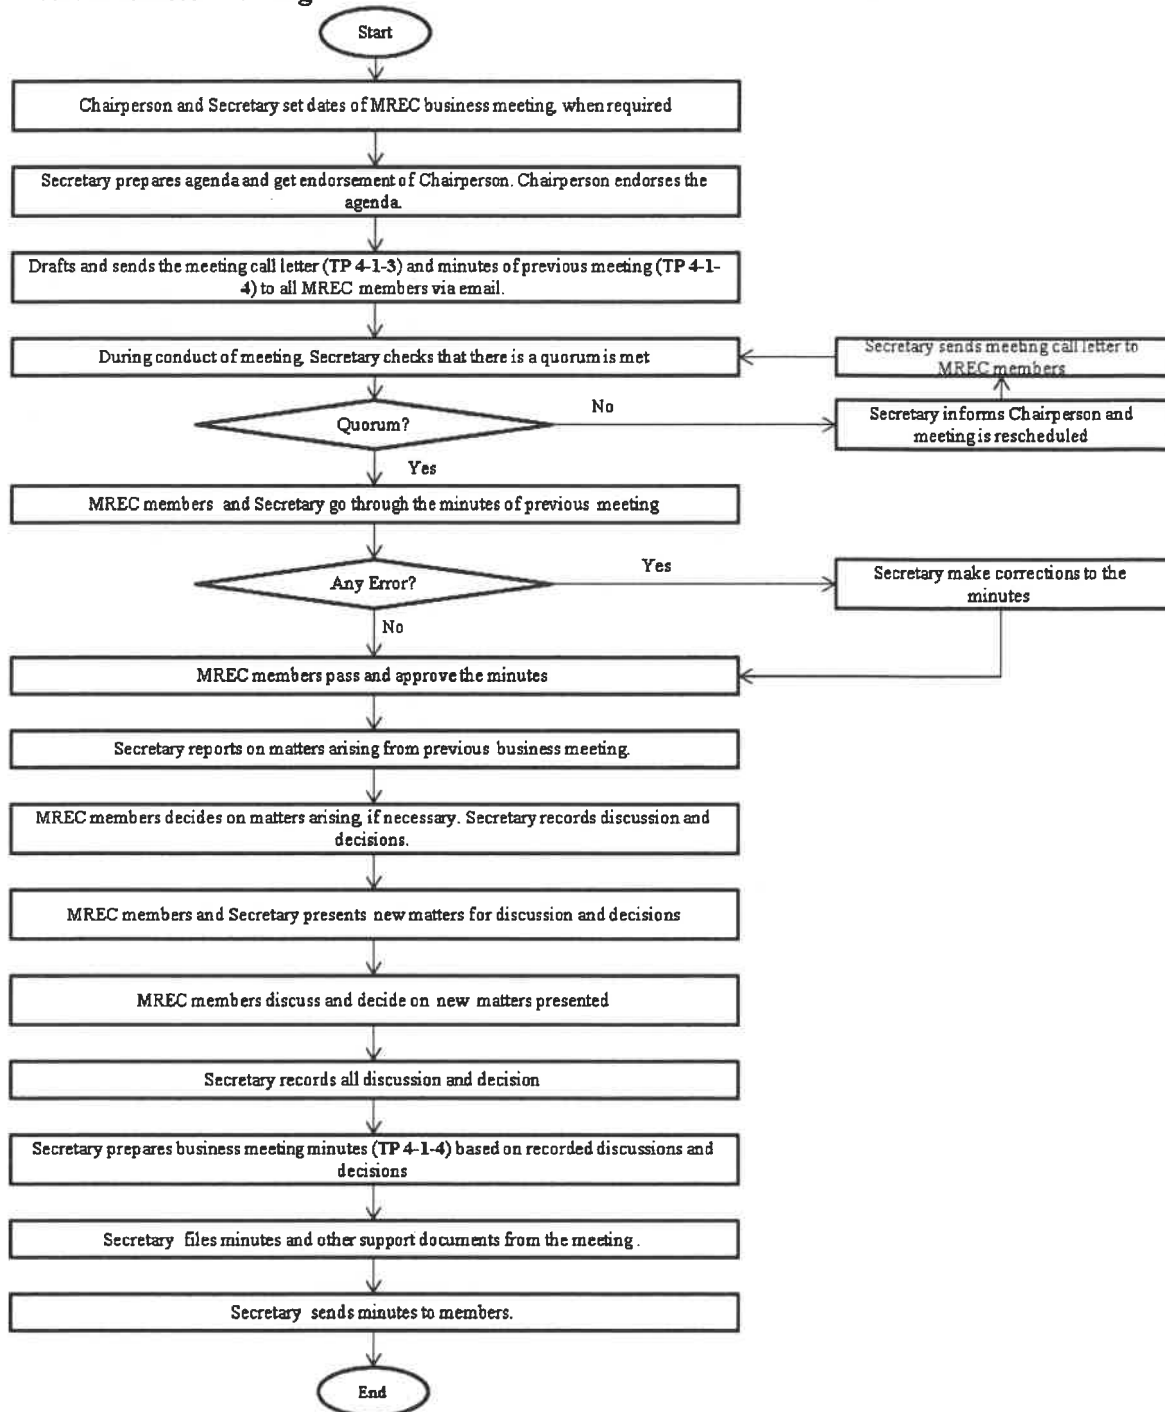 Start
Chairperson and Secretary set dates of MREC business meeting, when required
Secretary prepares agenda and get endorsement of Chairperson. Chairperson endorses the
agenda.
Drafts and sends the meeting call letter (TP 4-1-3) and minutes of previous meeting (TP 4-1-
4) to all MREC members via email.
During conduct of meeting, Secretary checks that there is a quorum is met
Secretary sends meeting call letter to
MREC members
Quorum?
No
Secretary informs Chairperson and
meeting is rescheduled
Yes
MREC members and Secretary go through the minutes of previous meeting
Any Error?
Yes
Secretary make corrections to the
minutes
No
MREC members pass and approve the minutes
Secretary reports on matters arising from previous business meeting.
MREC members decides on matters arising, if necessary. Secretary records discussion and
decisions.
MREC members and Secretary presents new matters for discussion and decisions
MREC members discuss and decide on new matters presented
Secretary records all discussion and decision
Secretary prepares business meeting minutes (TP 4-1-4) based on recorded discussions and
decisions
Secretary files minutes and other support documents from the meeting .
Secretary sends minutes to members.
End